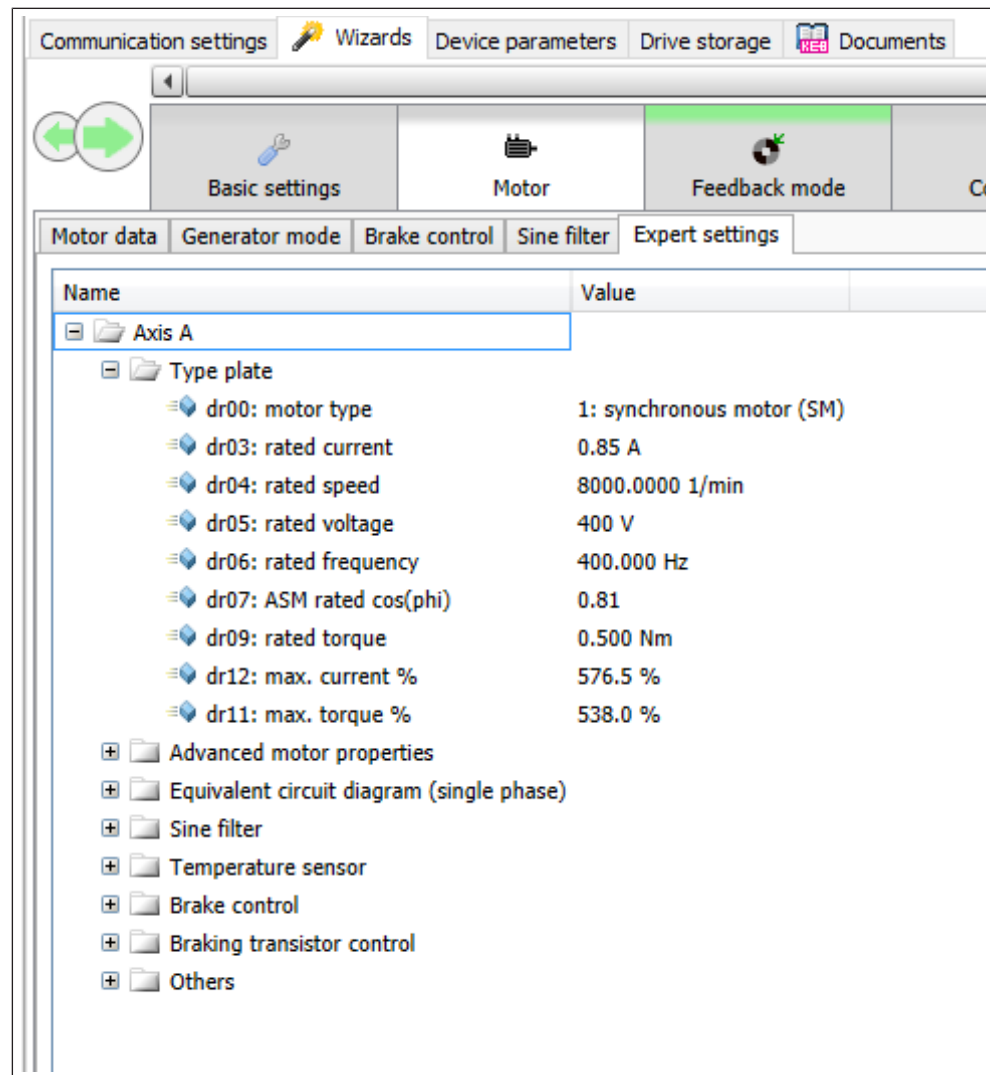 Communication settings Wizards Device parameters Drive storage KEB Documents
Basic settings Motor Feedback mode
Motor data Generator mode Brake control Sine filter Expert settings
Name Value
Axis A
Type plate
dr00: motor type 1: synchronous motor (SM)
dr03: rated current 0.85 A
dr04: rated speed 8000.0000 1/min
dr05: rated voltage 400 V
dr06: rated frequency 400.000 Hz
dr07: ASM rated cos(phi) 0.81
dr09: rated torque 0.500 Nm
dr12: max. current % 576.5 %
dr11: max. torque % 538.0 %
Advanced motor properties
Equivalent circuit diagram (single phase)
Sine filter
Temperature sensor
Brake control
Braking transistor control
Others